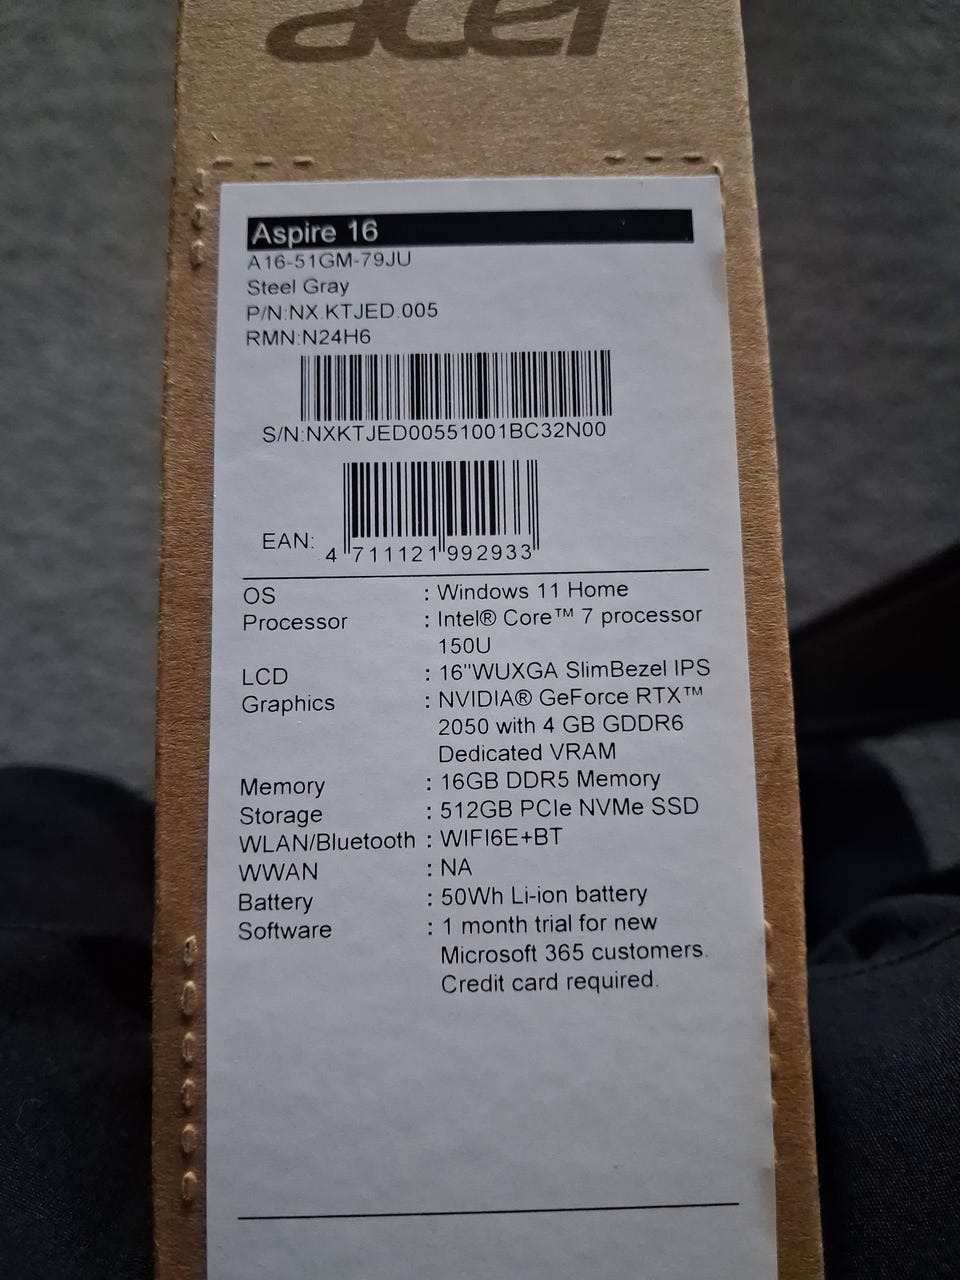 acer
Aspire 16
A16-51GM-79JU
Steel Gray
P/N:NX.KTJED.005
RMN:N24H6
S/N:NXKTJED00551001BC32N00
EAN: 4 711121 992933
OS : Windows 11 Home
Processor : Intel® Core™ 7 processor
150U
LCD : 16"WUXGA SlimBezel IPS
Graphics : NVIDIA® GeForce RTX™
2050 with 4 GB GDDR6
Dedicated VRAM
Memory : 16GB DDR5 Memory
Storage : 512GB PCIe NVMe SSD
WLAN/Bluetooth : WIFI6E+BT
WWAN : NA
Battery : 50Wh Li-ion battery
Software : 1 month trial for new
Microsoft 365 customers.
Credit card required.